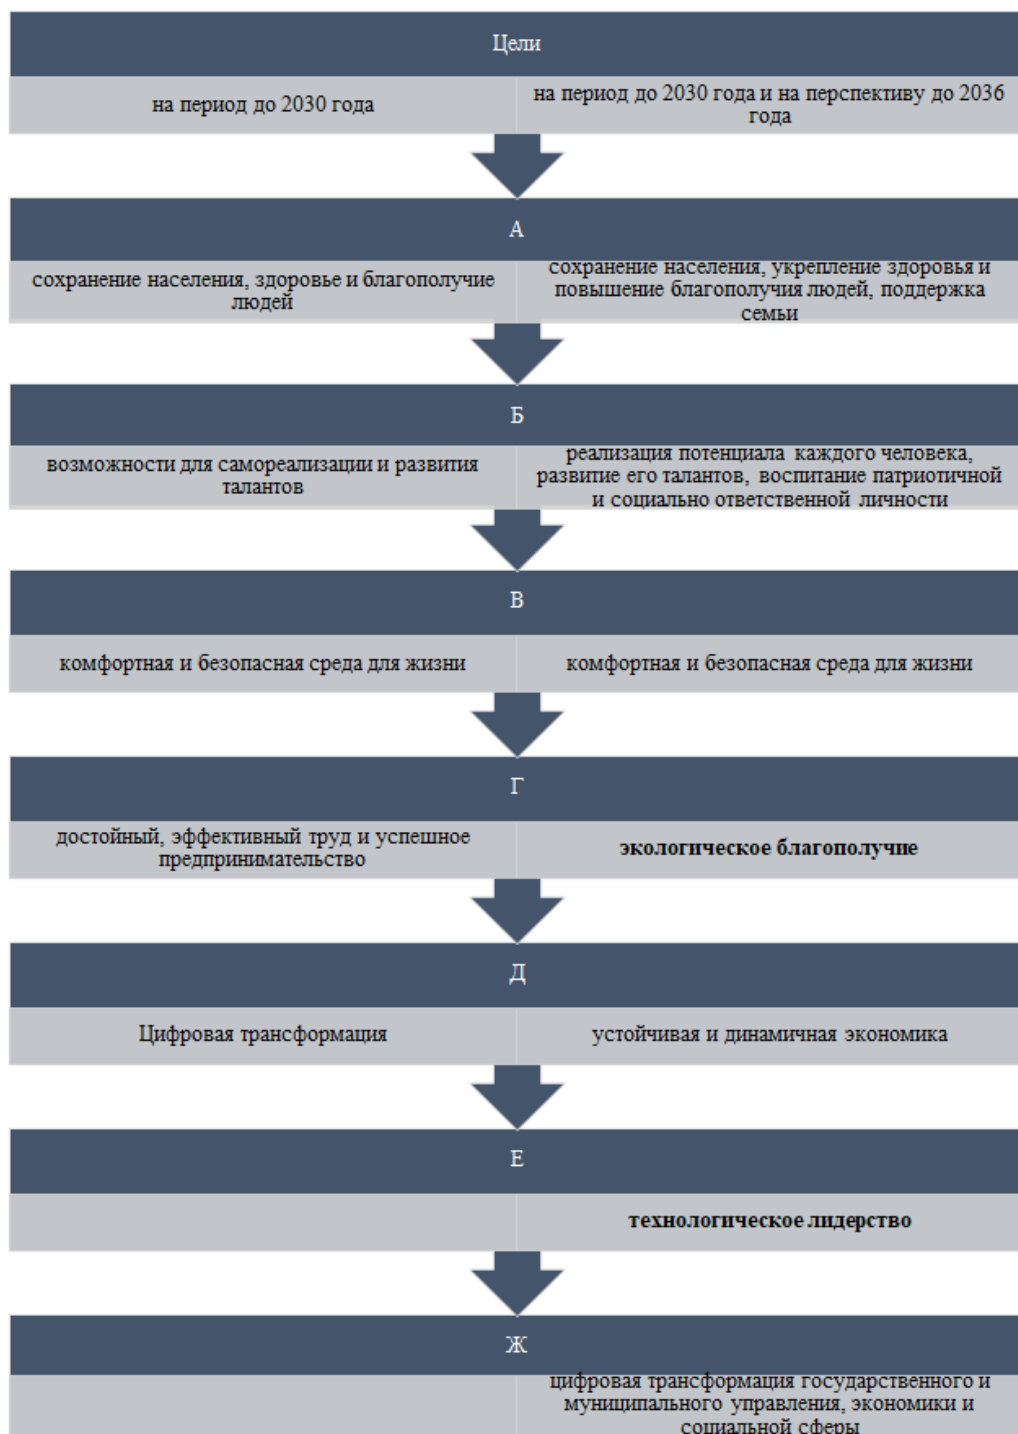 Цели
на период до 2030 года
на период до 2030 года и на перспективу до 2036
года
А
сохранение населения, здоровье и благополучие
людей
сохранение населения, укрепление здоровья и
повышение благополучия людей, поддержка
семьи
Б
возможности для самореализации и развития
талантов
реализация потенциала каждого человека,
развитие его талантов, воспитание патриотичной
и социально ответственной личности
В
комфортная и безопасная среда для жизни
комфортная и безопасная среда для жизни
Г
достойный, эффективный труд и успешное
предпринимательство
экологическое благополучие
Д
Цифровая трансформация
устойчивая и динамичная экономика
Е
технологическое лидерство
Ж
цифровая трансформация государственного и
муниципального управления, экономики и
социальной сферы